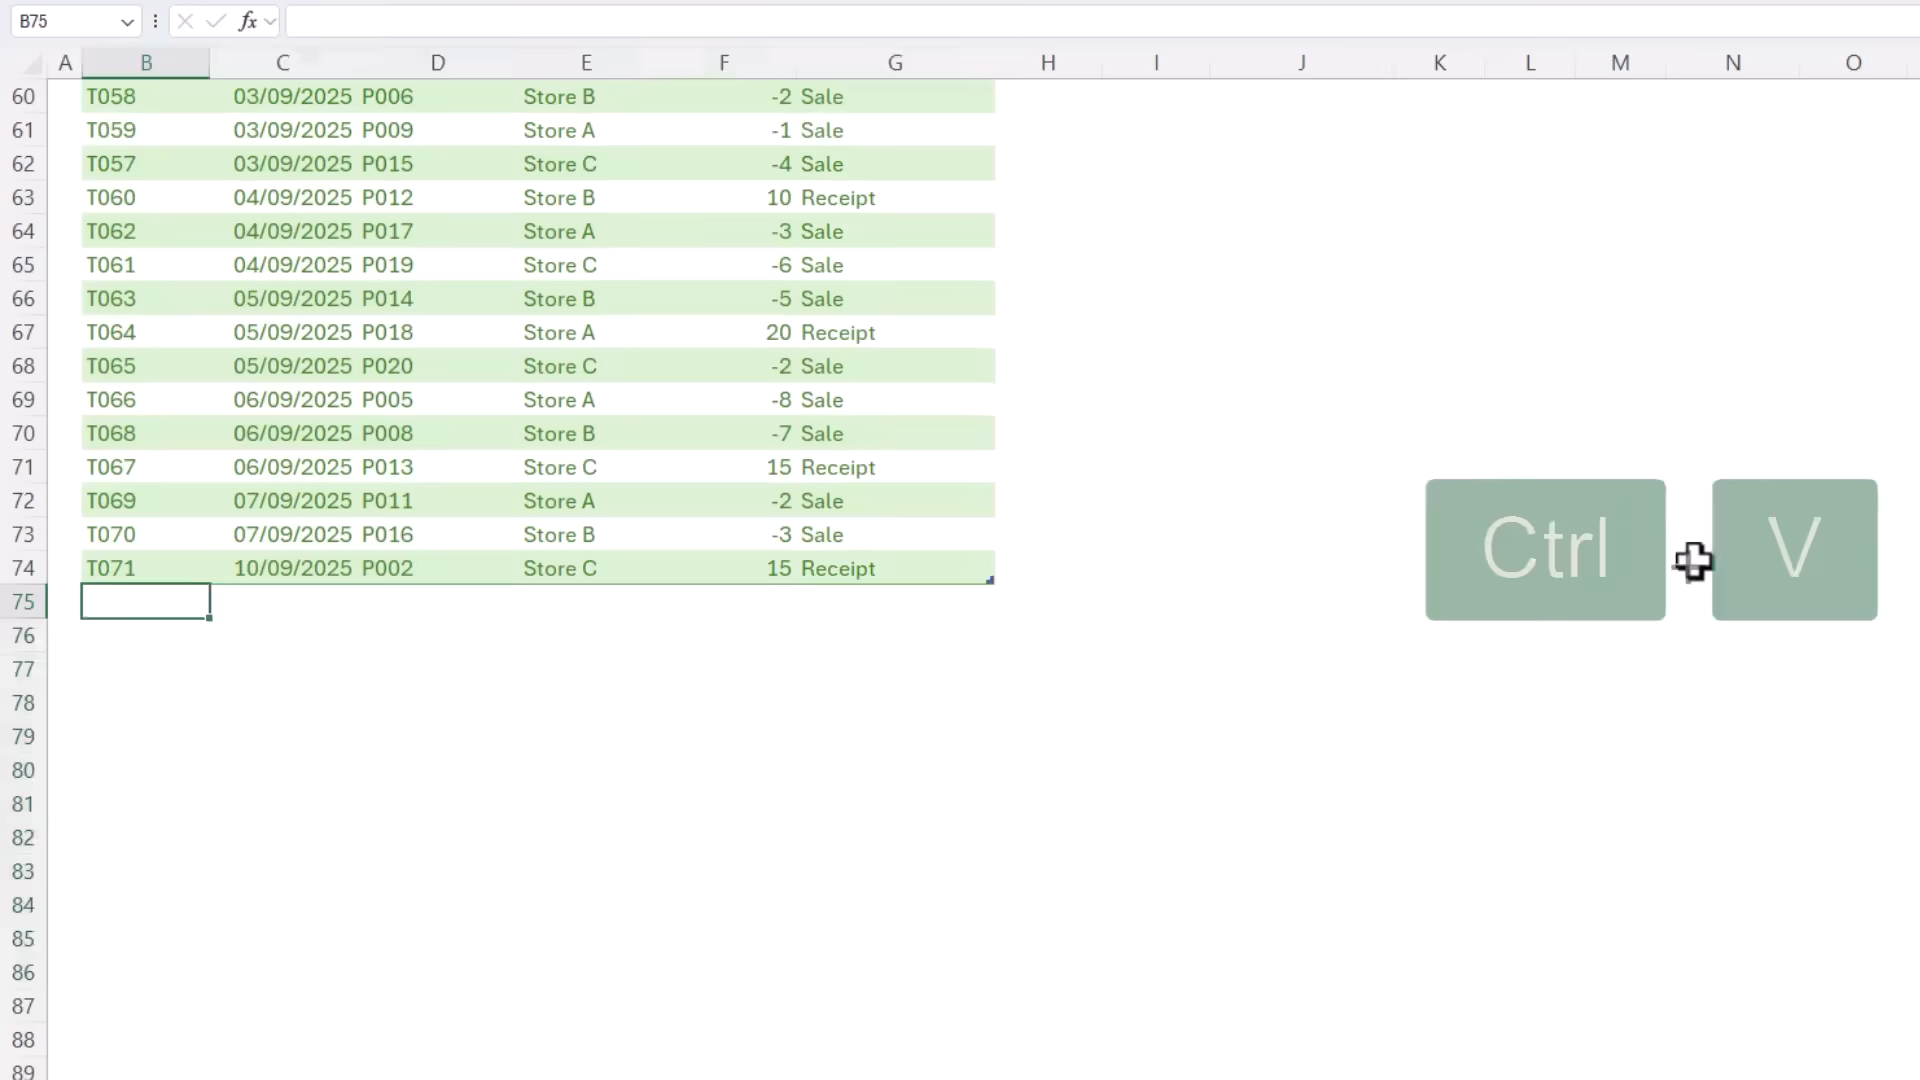 B75 fx
A B C D E F G H I J K L M N O
60 T058 03/09/2025 P006 Store B -2 Sale
61 T059 03/09/2025 P009 Store A -1 Sale
62 T057 03/09/2025 P015 Store C -4 Sale
63 T060 04/09/2025 P012 Store B 10 Receipt
64 T062 04/09/2025 P017 Store A -3 Sale
65 T061 04/09/2025 P019 Store C -6 Sale
66 T063 05/09/2025 P014 Store B -5 Sale
67 T064 05/09/2025 P018 Store A 20 Receipt
68 T065 05/09/2025 P020 Store C -2 Sale
69 T066 06/09/2025 P005 Store A -8 Sale
70 T068 06/09/2025 P008 Store B -7 Sale
71 T067 06/09/2025 P013 Store C 15 Receipt
72 T069 07/09/2025 P011 Store A -2 Sale
73 T070 07/09/2025 P016 Store B -3 Sale
74 T071 10/09/2025 P002 Store C 15 Receipt
Ctrl V
75
76
77
78
79
80
81
82
83
84
85
86
87
88
89